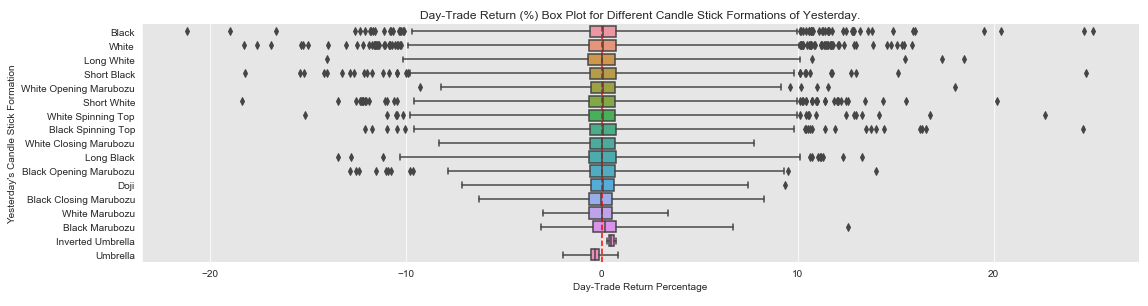 Day-Trade Return (%) Box Plot for Different Candle Stick Formations of Yesterday.
Yesterday's Candle Stick Formation
Black
White
Long White
Short Black
White Opening Marubozu
Short White
White Spinning Top
Black Spinning Top
White Closing Marubozu
Long Black
Black Opening Marubozu
Doji
Black Closing Marubozu
White Marubozu
Black Marubozu
Inverted Umbrella
Umbrella
−20 −10 0 10 20
Day-Trade Return Percentage